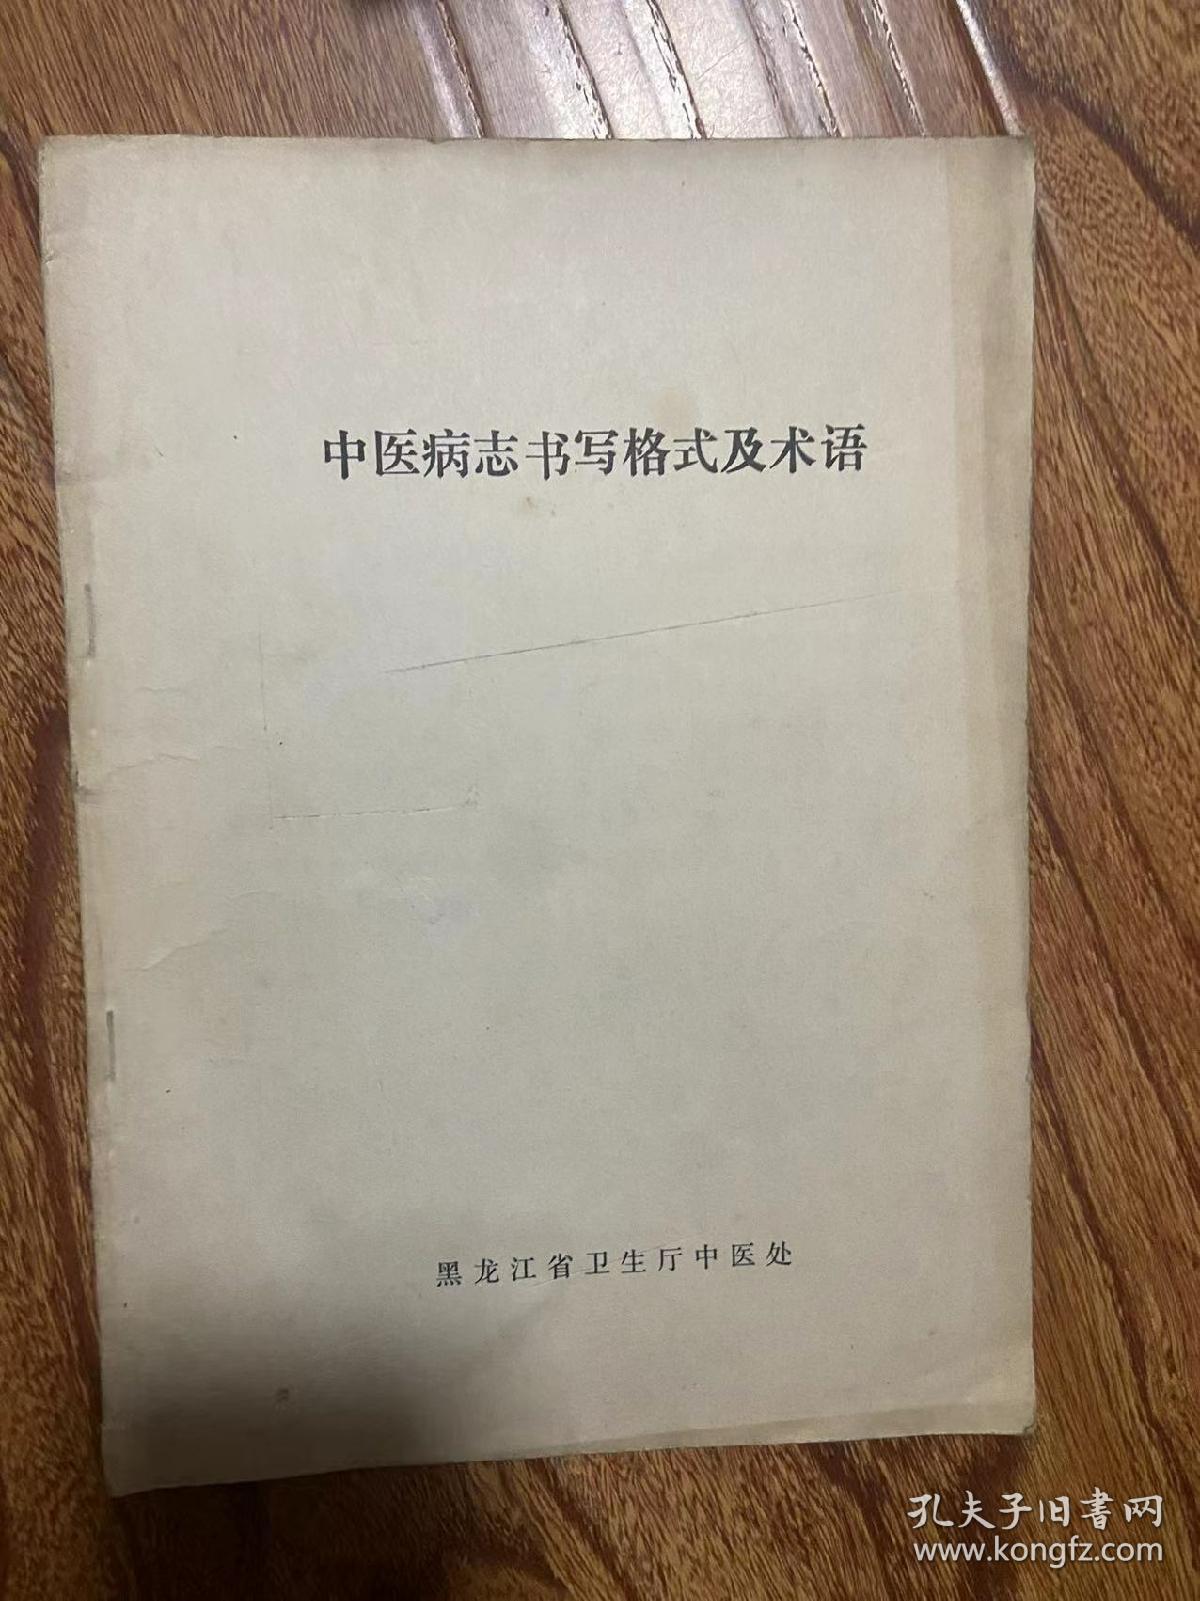 中医病志书写格式及术语
黑龙江省卫生厅中医处
孔夫子旧書网
www.kongfz.com